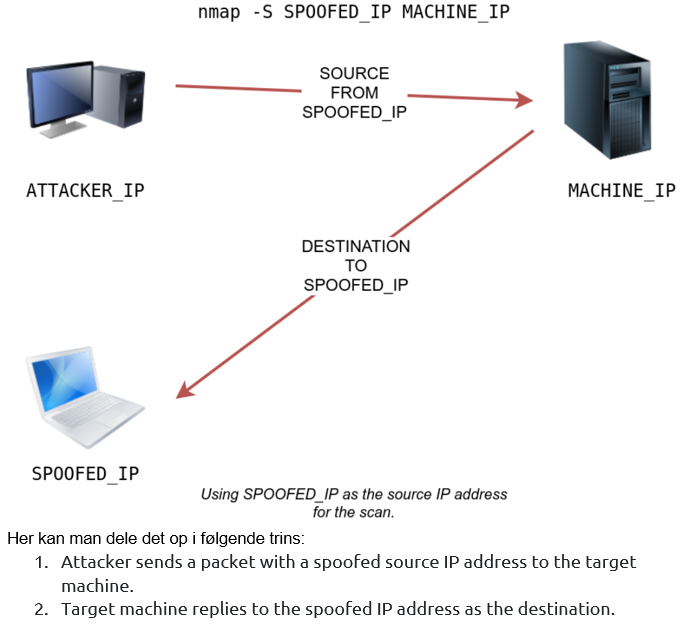 nmap -S SPOOFED_IP MACHINE_IP
SOURCE
FROM
SPOOFED_IP
ATTACKER_IP
MACHINE_IP
DESTINATION
TO
SPOOFED_IP
SPOOFED_IP
Using SPOOFED_IP as the source IP address
for the scan.
Her kan man dele det op i følgende trins:
1. Attacker sends a packet with a spoofed source IP address to the target
machine.
2. Target machine replies to the spoofed IP address as the destination.